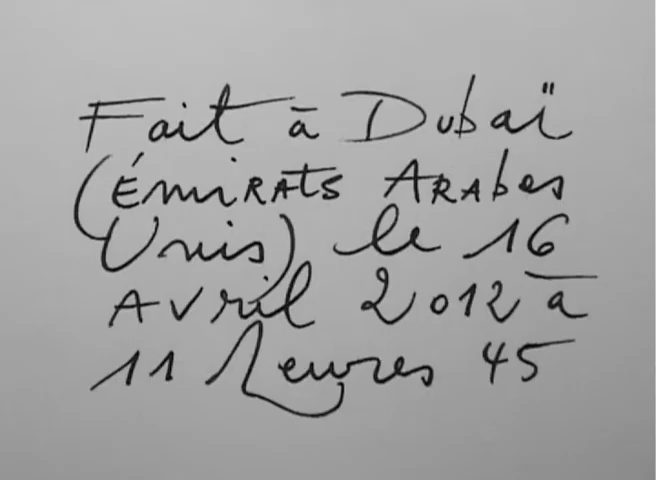 Fait à Dubaï
(Émirats Arabes
Unis) le 16
Avril 2012 à
11 heures 45